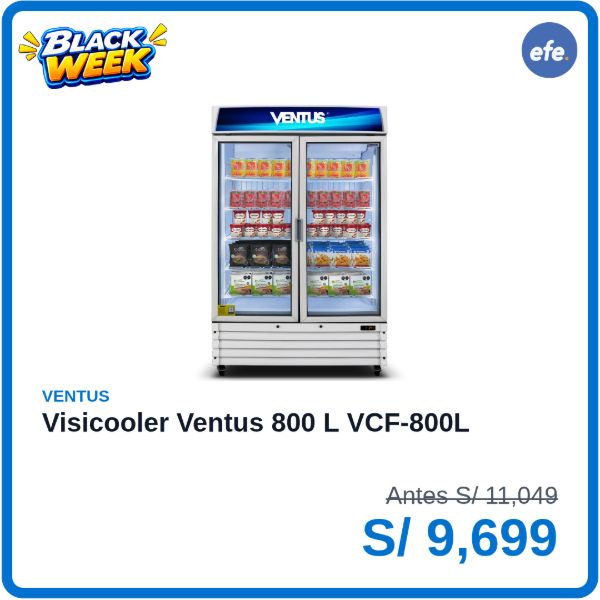 BLACK
WEEK
efe.
VENTUS
VENTUS
Visicooler Ventus 800 L VCF-800L
Antes S/ 11,049
S/ 9,699